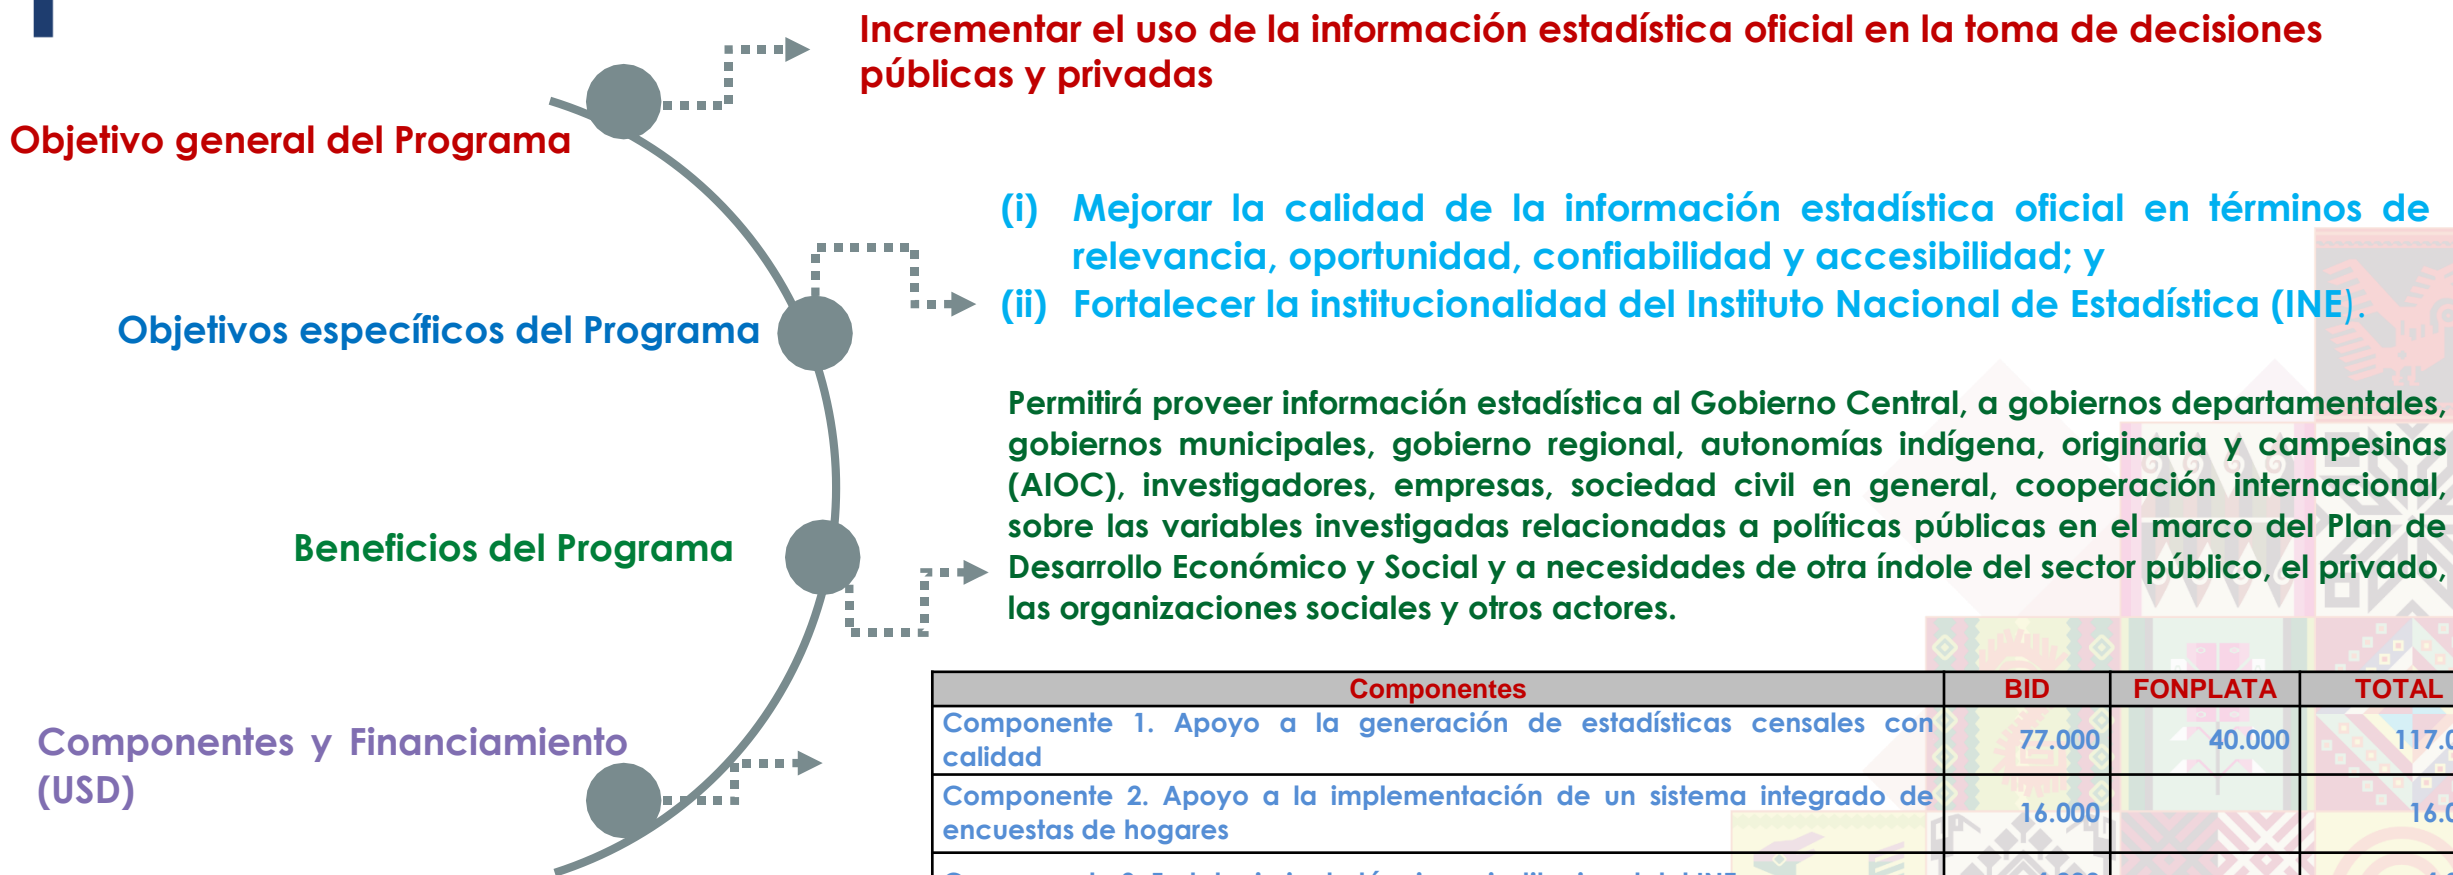 Incrementar el uso de la información estadística oficial en la toma de decisiones
públicas y privadas
Objetivo general del Programa
(i) Mejorar la calidad de la información estadística oficial en términos de
relevancia, oportunidad, confiabilidad y accesibilidad; y
(ii) Fortalecer la institucionalidad del Instituto Nacional de Estadística (INE).
Objetivos específicos del Programa
Permitirá proveer información estadística al Gobierno Central, a gobiernos departamentales,
gobiernos municipales, gobierno regional, autonomías indígena, originaria y campesinas
(AIOC), investigadores, empresas, sociedad civil en general, cooperación internacional,
sobre las variables investigadas relacionadas a políticas públicas en el marco del Plan de
Desarrollo Económico y Social y a necesidades de otra índole del sector público, el privado,
las organizaciones sociales y otros actores.
Beneficios del Programa
Componentes y Financiamiento
(USD)
Componentes BID FONPLATA TOTAL
Componente 1. Apoyo a la generación de estadísticas censales con
calidad
77.000 40.000 117.0
Componente 2. Apoyo a la implementación de un sistema integrado de
encuestas de hogares
16.000 16.0